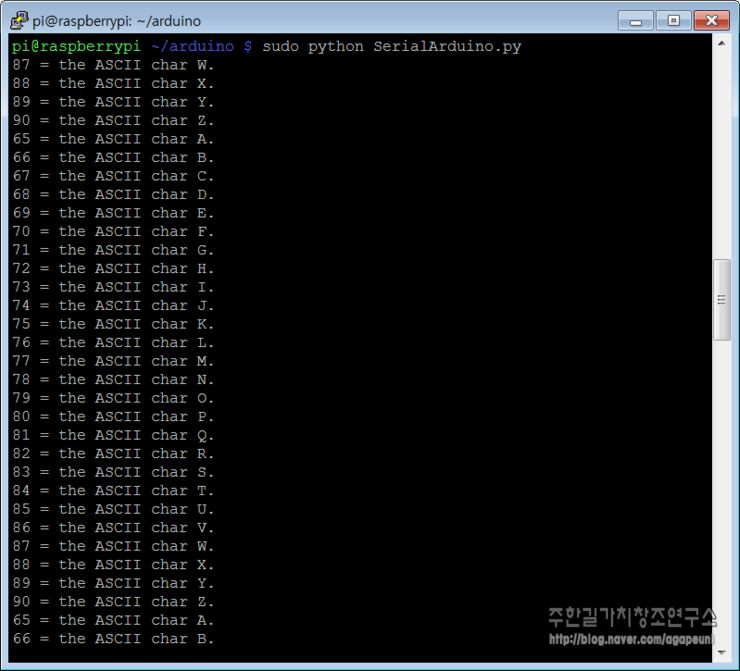 pi@raspberrypi: ~/arduino
pi@raspberrypi ~/arduino $ sudo python SerialArduino.py
87 = the ASCII char W.
88 = the ASCII char X.
89 = the ASCII char Y.
90 = the ASCII char Z.
65 = the ASCII char A.
66 = the ASCII char B.
67 = the ASCII char C.
68 = the ASCII char D.
69 = the ASCII char E.
70 = the ASCII char F.
71 = the ASCII char G.
72 = the ASCII char H.
73 = the ASCII char I.
74 = the ASCII char J.
75 = the ASCII char K.
76 = the ASCII char L.
77 = the ASCII char M.
78 = the ASCII char N.
79 = the ASCII char O.
80 = the ASCII char P.
81 = the ASCII char Q.
82 = the ASCII char R.
83 = the ASCII char S.
84 = the ASCII char T.
85 = the ASCII char U.
86 = the ASCII char V.
87 = the ASCII char W.
88 = the ASCII char X.
89 = the ASCII char Y.
90 = the ASCII char Z.
65 = the ASCII char A.
66 = the ASCII char B.
주한길가치창조연구소
http://blog.naver.com/agapeuni